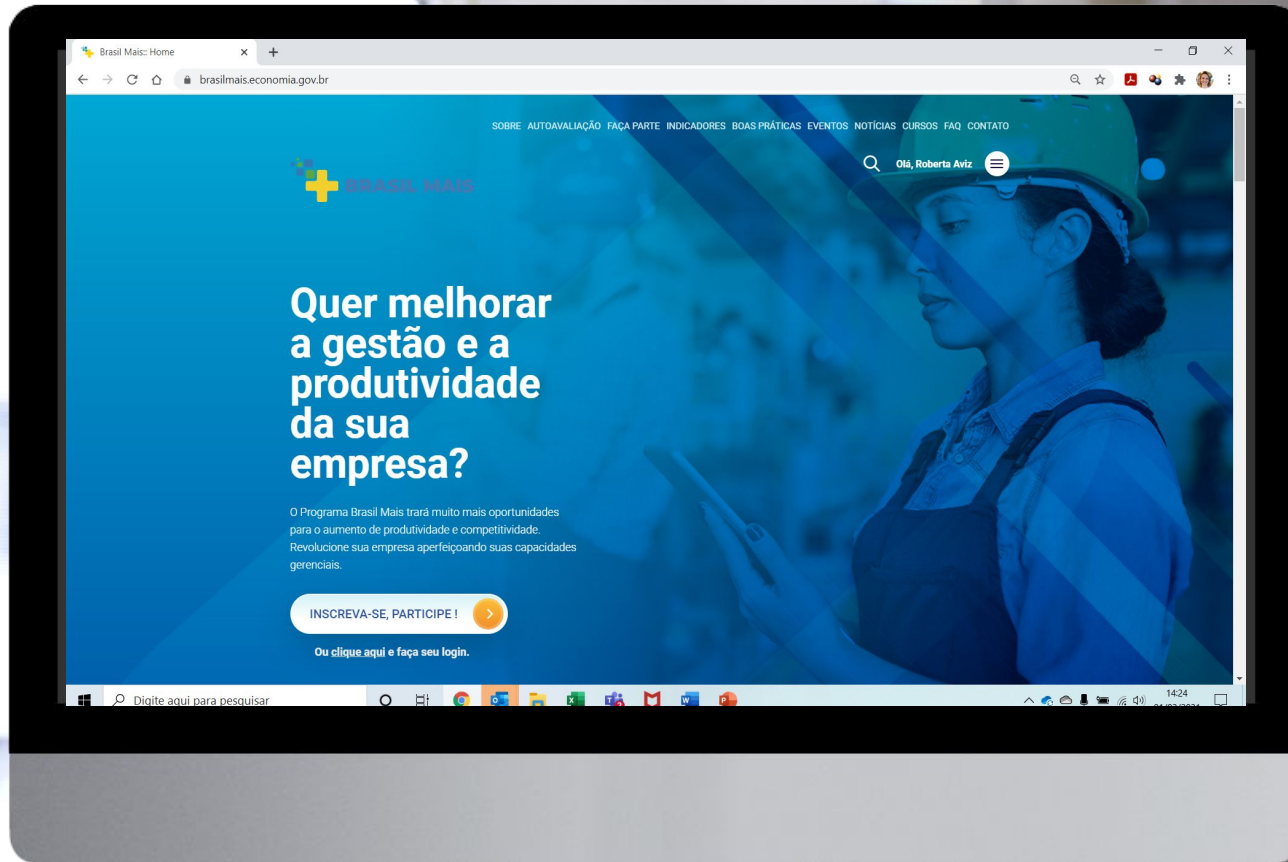 Brasil Mais:: Home
brasilmais.economia.gov.br
SOBRE AUTOAVALIAÇÃO FAÇA PARTE INDICADORES BOAS PRÁTICAS EVENTOS NOTÍCIAS CURSOS FAQ CONTATO
Olá, Roberta Aviz
BRASIL MAIS
Quer melhorar
a gestão e a
produtividade
da sua
empresa?
O Programa Brasil Mais trará muito mais oportunidades
para o aumento de produtividade e competitividade.
Revolucione sua empresa aperfeiçoando suas capacidades
gerenciais.
INSCREVA-SE, PARTICIPE !
Ou clique aqui e faça seu login.
Digite aqui para pesquisar
14:24